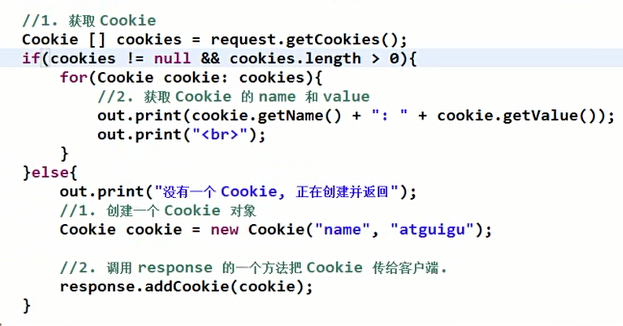 //1. 获取 Cookie
Cookie [] cookies = request.getCookies();
if(cookies != null && cookies.length > 0){
    for(Cookie cookie: cookies){
        //2. 获取 Cookie 的 name 和 value
        out.print(cookie.getName() + ": " + cookie.getValue());
        out.print("<br>");
    }
}else{
    out.print("没有一个 Cookie, 正在创建并返回");
    //1. 创建一个 Cookie 对象
    Cookie cookie = new Cookie("name", "atguigu");

    //2. 调用 response 的一个方法把 Cookie 传给客户端.
    response.addCookie(cookie);
}